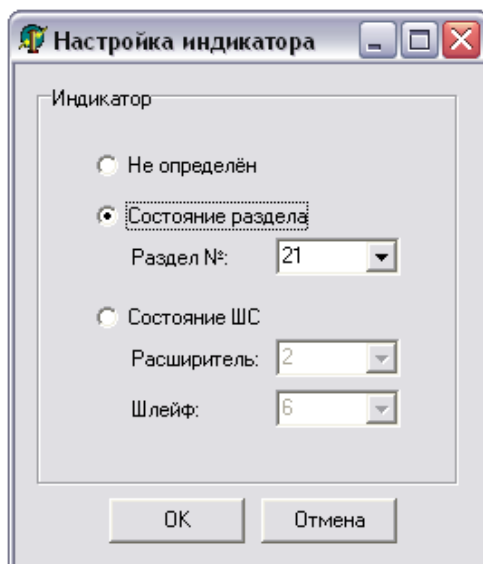 Настройка индикатора
Индикатор
Не определён
Состояние раздела
Раздел №: 21
Состояние ШС
Расширитель: 2
Шлейф: 6
OK Отмена